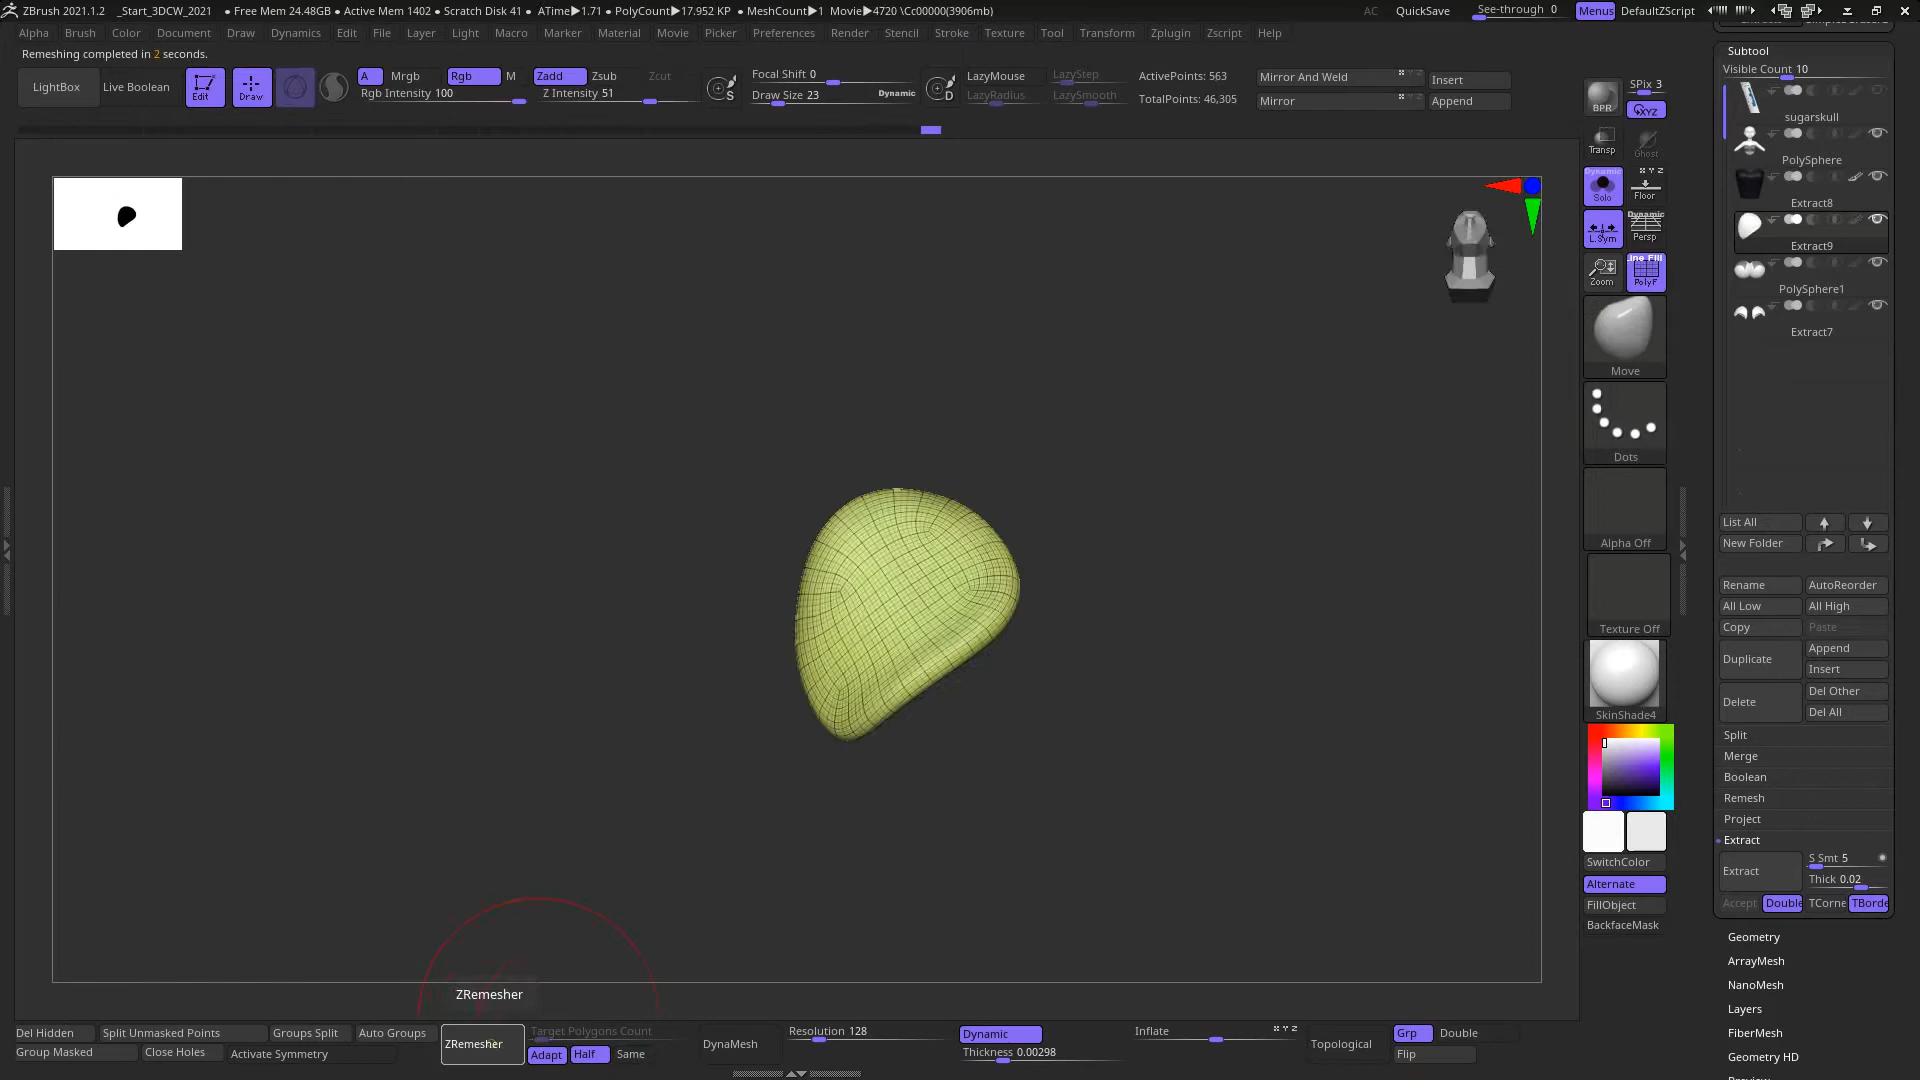 ZBrush 2021.1.2 _Start_3DCW_2021 • Free Mem 24.48GB • Active Mem 1402 • Scratch Disk 41 • ATime▶1.71 • PolyCount▶17.952 KP • MeshCount▶1 Movie▶4720 \Cc00000(3906mb) AC QuickSave See-through 0 Menus DefaultZScript
Alpha Brush Color Document Draw Dynamics Edit File Layer Light Macro Marker Material Movie Picker Preferences Render Stencil Stroke Texture Tool Transform Zplugin Zscript Help
Remeshing completed in 2 seconds.
LightBox Live Boolean Edit Draw
A Mrgb Rgb M Zadd Zsub Zcut
Rgb Intensity 100 Z Intensity 51
S Focal Shift 0
Draw Size 23 Dynamic
D LazyMouse LazyStep
LazyRadius LazySmooth
ActivePoints: 563
TotalPoints: 46,305
Mirror And Weld Insert
Mirror Append
BPR SPix 3
XYZ
Transp Ghost
Dynamic
Solo Floor
L.Sym Dynamic
Persp
Zoom Line Fill
PolyF
Move
Dots
Alpha Off
Texture Off
SkinShade4
SwitchColor
Alternate
FillObject
BackfaceMask
Subtool
Visible Count 10
sugarskull
PolySphere
Extract8
Extract9
PolySphere1
Extract7
List All
New Folder
Rename AutoReorder
All Low All High
Copy Paste
Duplicate Append
Insert
Delete Del Other
Del All
Split
Merge
Boolean
Remesh
Project
Extract
Extract S Smt 5
Thick 0.02
Accept Double TCorne TBorde
Geometry
ArrayMesh
NanoMesh
Layers
FiberMesh
Geometry HD
ZRemesher
Del Hidden Split Unmasked Points Groups Split Auto Groups
Group Masked Close Holes Activate Symmetry
ZRemesher Target Polygons Count
Adapt Half Same
DynaMesh Resolution 128
Dynamic
Thickness 0.00298
Inflate
Topological Grp Double
Flip